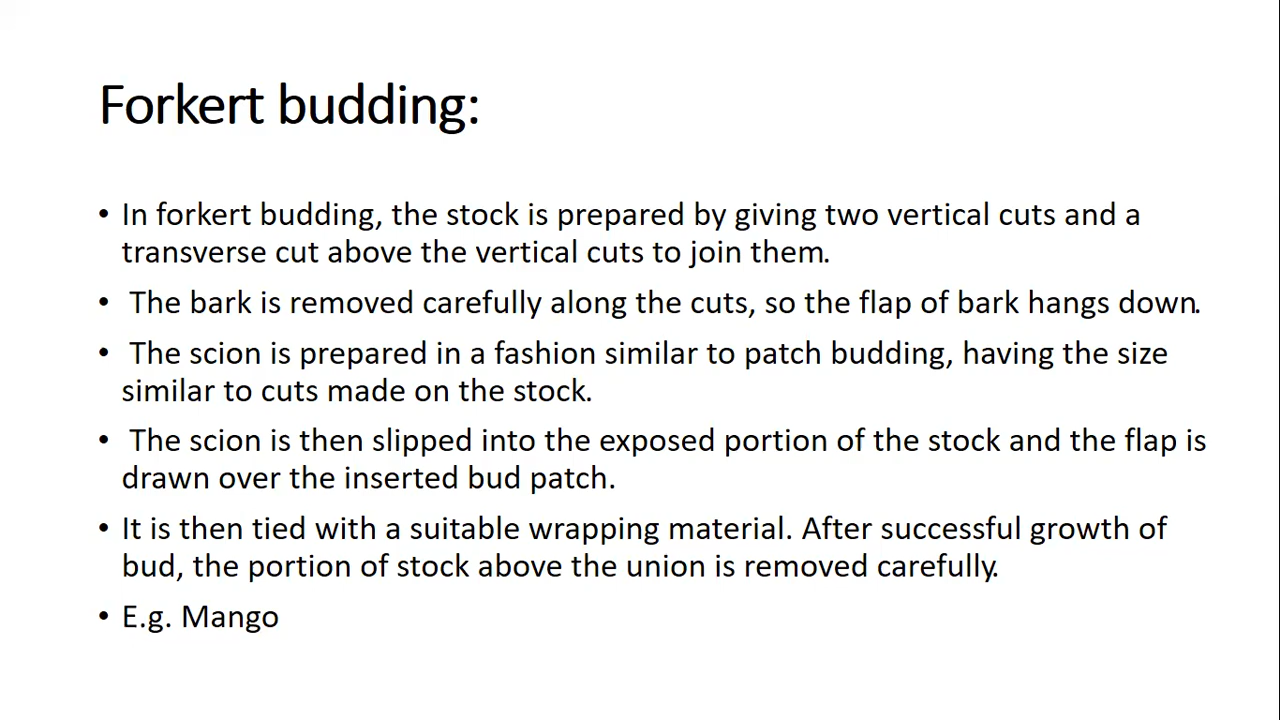 Forkert budding:
• In forkert budding, the stock is prepared by giving two vertical cuts and a
transverse cut above the vertical cuts to join them.
• The bark is removed carefully along the cuts, so the flap of bark hangs down.
• The scion is prepared in a fashion similar to patch budding, having the size
similar to cuts made on the stock.
• The scion is then slipped into the exposed portion of the stock and the flap is
drawn over the inserted bud patch.
• It is then tied with a suitable wrapping material. After successful growth of
bud, the portion of stock above the union is removed carefully.
• E.g. Mango